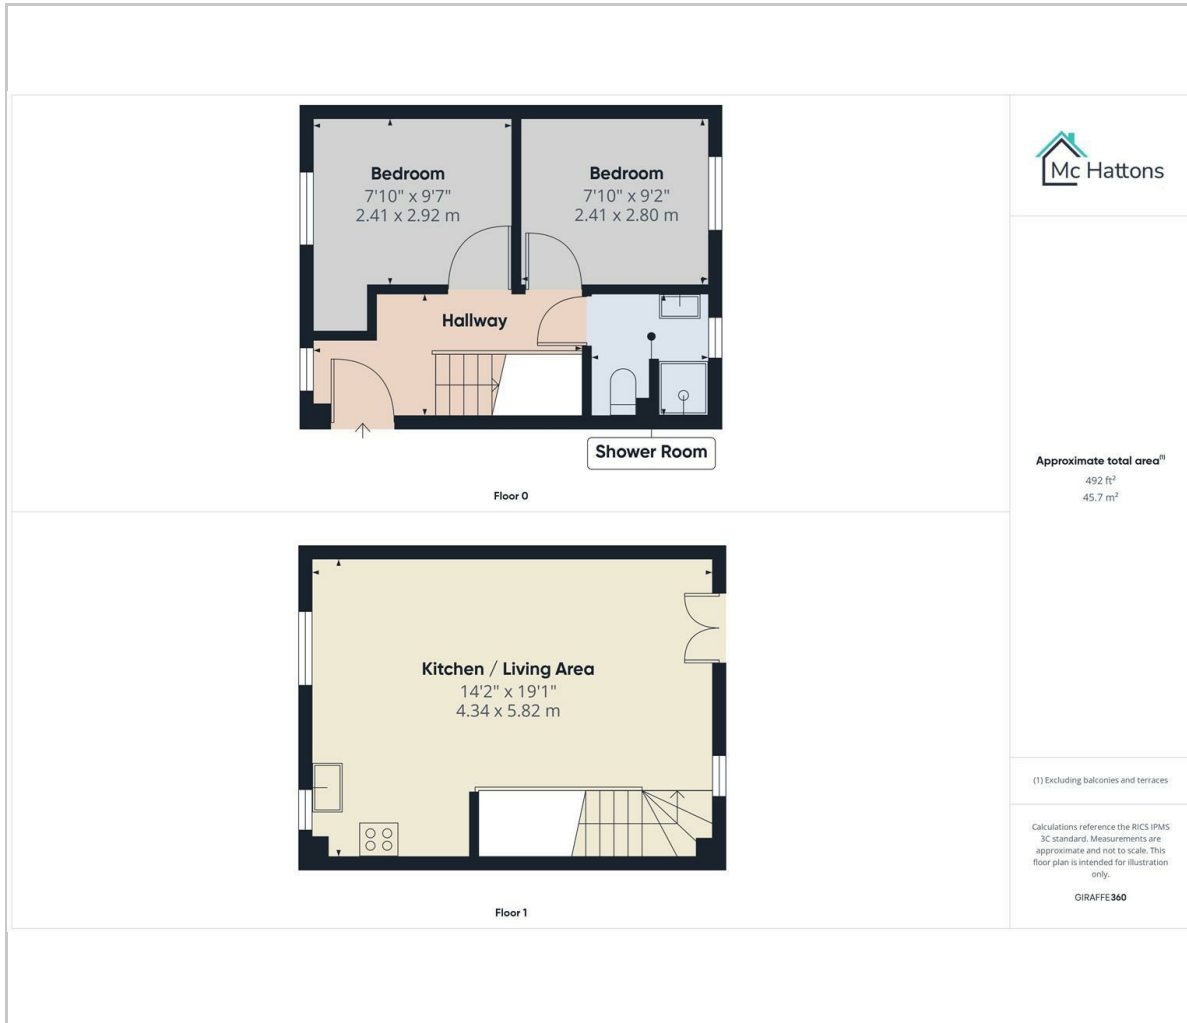 Bedroom
7'10" x 9'7"
2.41 x 2.92 m
Bedroom
7'10" x 9'2"
2.41 x 2.80 m
Hallway
Shower Room
Floor 0
Kitchen / Living Area
14'2" x 19'1"
4.34 x 5.82 m
Floor 1
Mc Hattons
Approximate total area⁽¹⁾
492 ft²
45.7 m²
(1) Excluding balconies and terraces
Calculations reference the RICS IPMS
3C standard. Measurements are
approximate and not to scale. This
floor plan is intended for illustration
only.
GIRAFFE360